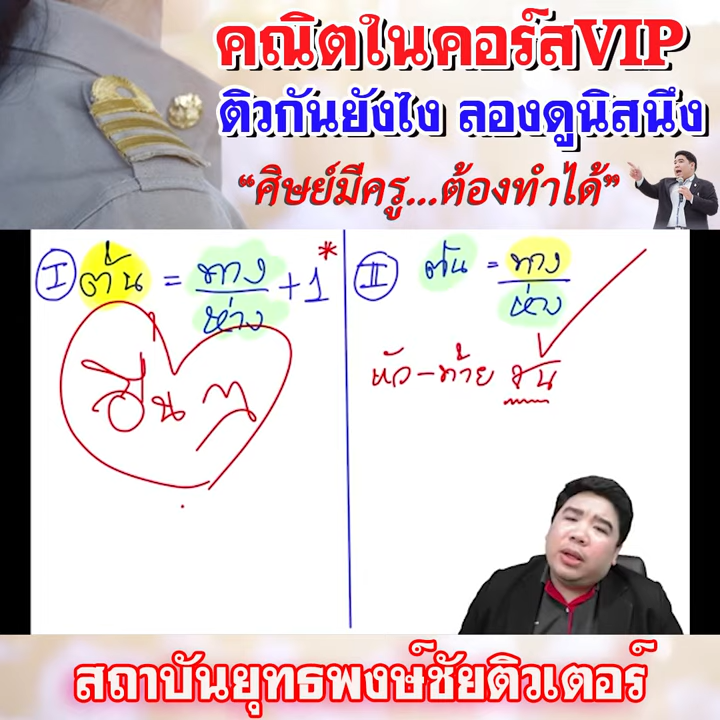 คณิตในคอร์สVIP
ติวกันยังไง ลองดูนิสนึง
“ศิษย์มีครู...ต้องทำได้”
I ต้น = ทาง/ห่าง + 1 *
อื่น ๆ
II ต้น = ทาง/ห่าง
หัว - ท้าย ชน
สถาบันยุทธพงษ์ชัยติวเตอร์